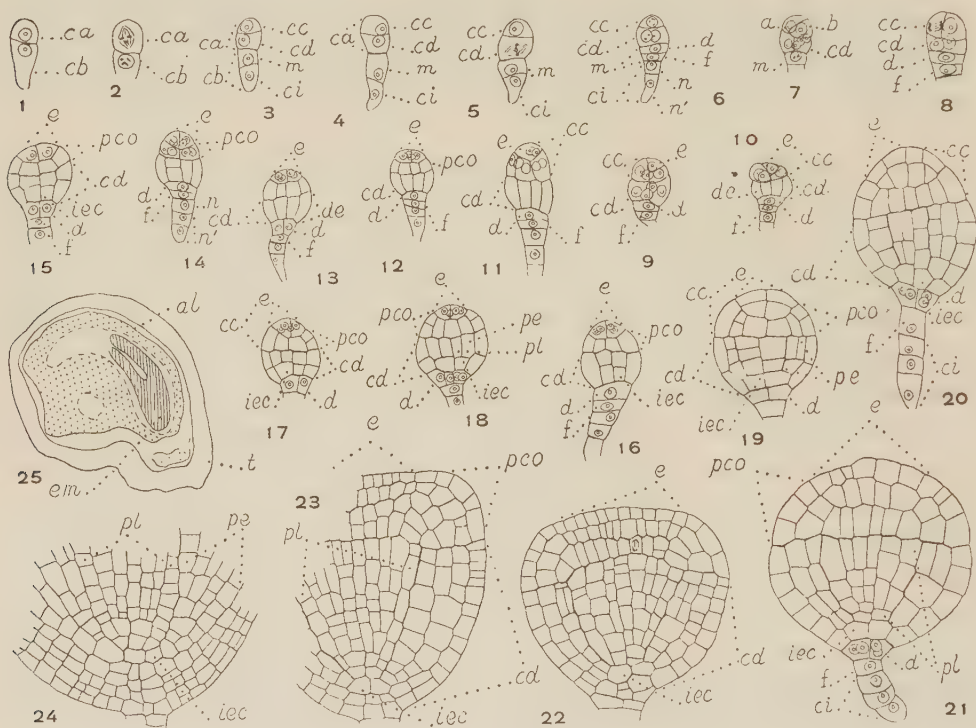 ca
cb
1
ca
cb
2
cc
ca
cd
m
cb
ci
3
cc
ca
cd
m
ci
4
cc
cd
m
ci
5
cc
cd
d
m
f
ci
n
n'
6
a
b
cd
m
7
cc
cd
d
f
8
e
pco
cd
iec
d
f
15
e
pco
d
n
f
n'
14
e
cd
de
d
f
13
e
pco
cd
d
f
12
cc
e
cd
d
f
11
cc
e
cd
d
f
9
10
e
cc
de
cd
d
e
cc
cd
d
iec
f
ci
20
al
25
em
t
e
cc
pco
cd
iec
d
17
e
pco
pe
pl
cd
d
iec
18
e
pco
cd
iec
d
f
16
e
cc
pco
pe
cd
iec
d
19
pl
pe
iec
24
23
e
pco
pl
cd
iec
e
cd
iec
22
e
pco
iec
d
f
pl
ci
21